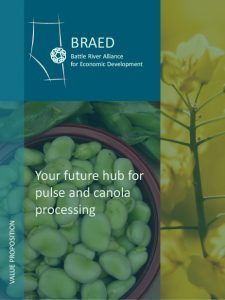 BRAED
Battle River Alliance
for Economic Development
Your future hub for
pulse and canola
processing
VALUE PROPOSITION